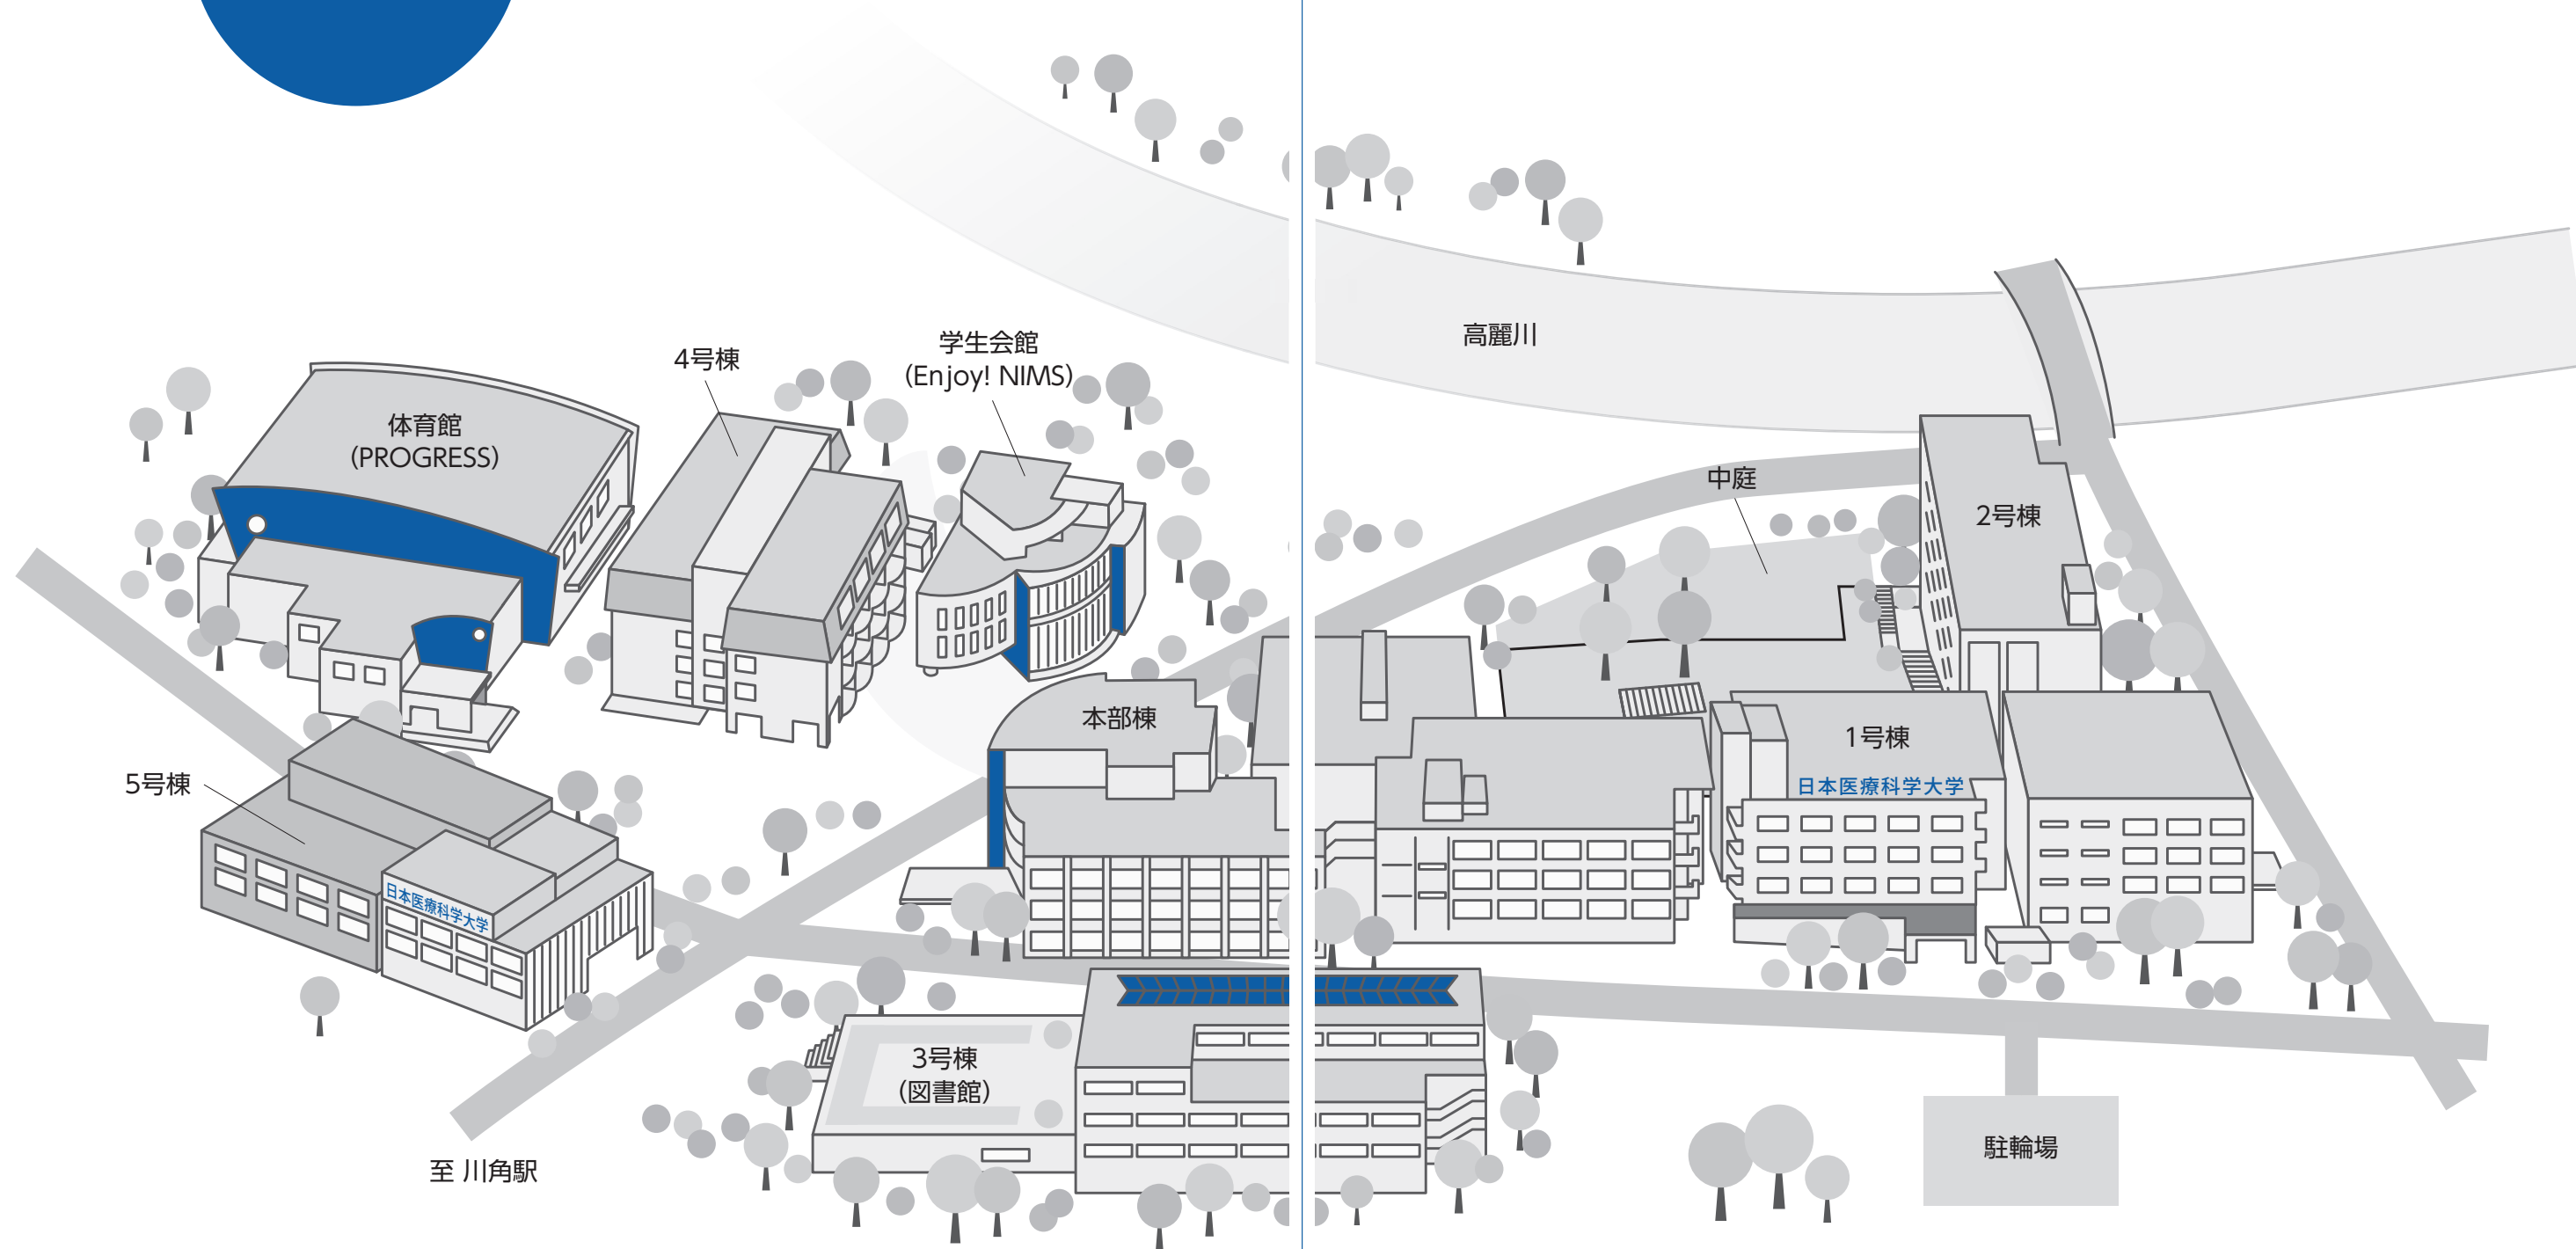 学生会館
(Enjoy! NIMS)
4号棟
体育館
(PROGRESS)
高麗川
中庭
2号棟
本部棟
1号棟
日本医療科学大学
5号棟
日本医療科学大学
3号棟
(図書館)
至 川角駅
駐輪場